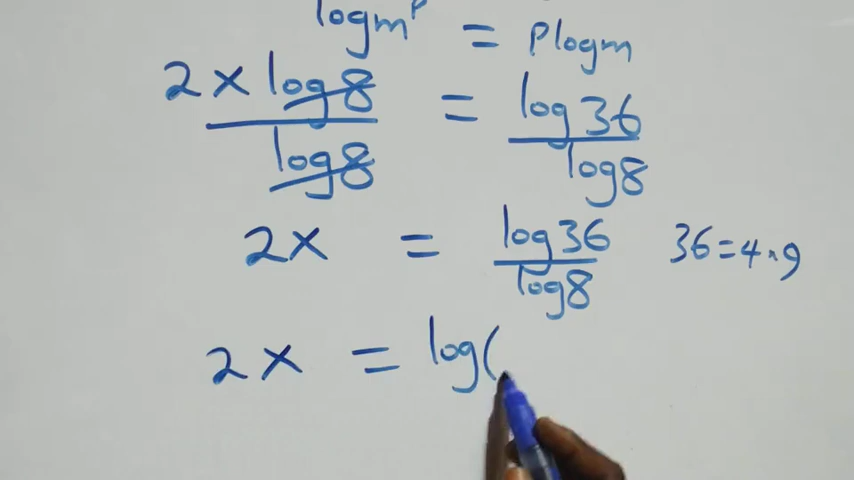 logm^p = plogm
2x log8 / log8 = log36 / log8
2x = log36 / log8 36=4×9
2x = log(